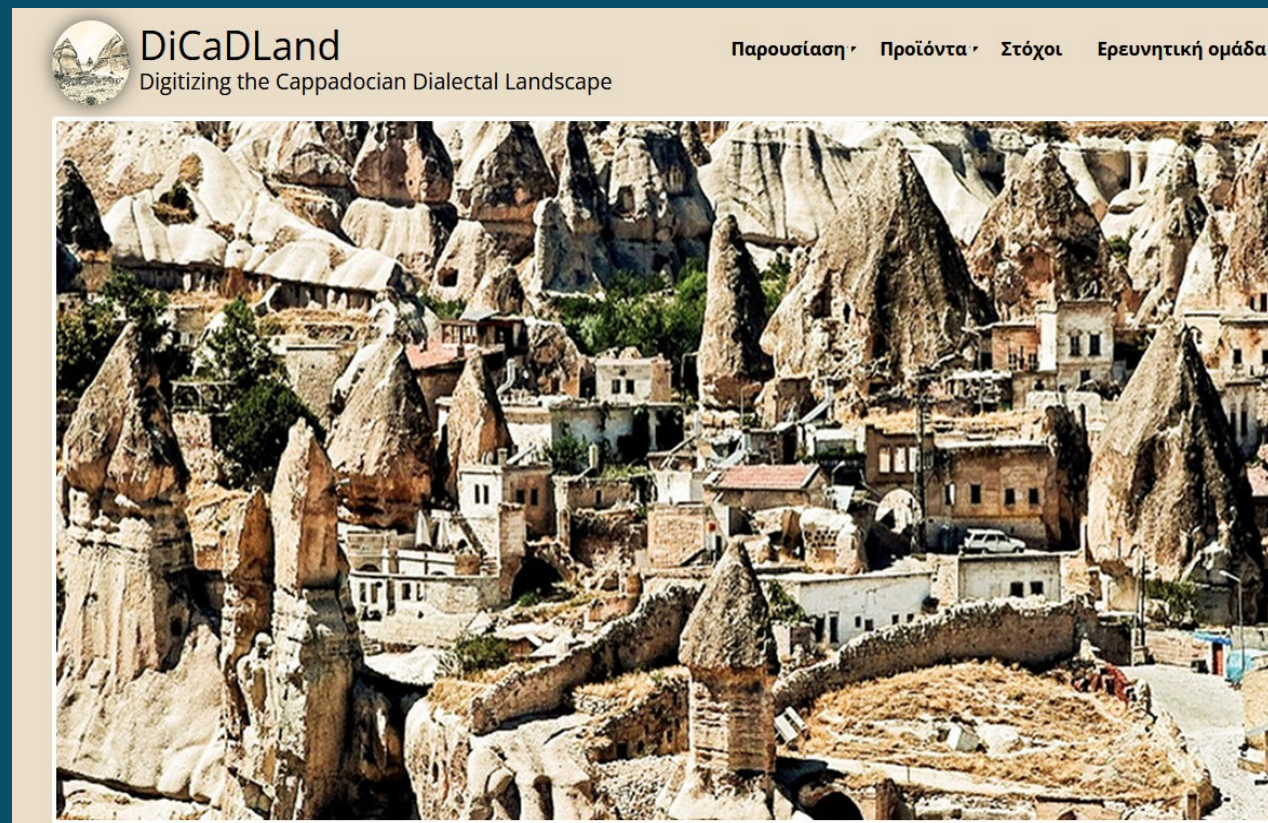 DiCaDLand
Digitizing the Cappadocian Dialectal Landscape
Παρουσίαση Προϊόντα Στόχοι Ερευνητική ομάδα